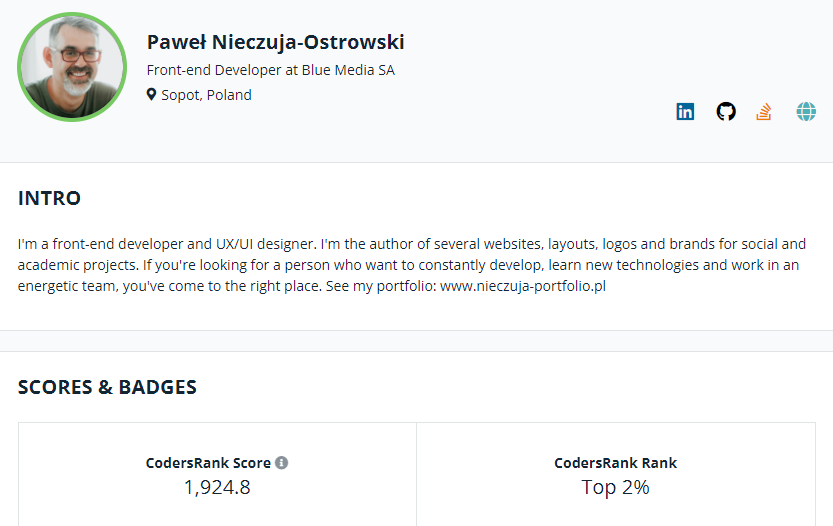 Paweł Nieczuja-Ostrowski
Front-end Developer at Blue Media SA
Sopot, Poland
in
INTRO
I'm a front-end developer and UX/UI designer. I'm the author of several websites, layouts, logos and brands for social and
academic projects. If you're looking for a person who want to constantly develop, learn new technologies and work in an
energetic team, you've come to the right place. See my portfolio: www.nieczuja-portfolio.pl
SCORES & BADGES
CodersRank Score i
1,924.8
CodersRank Rank
Top 2%